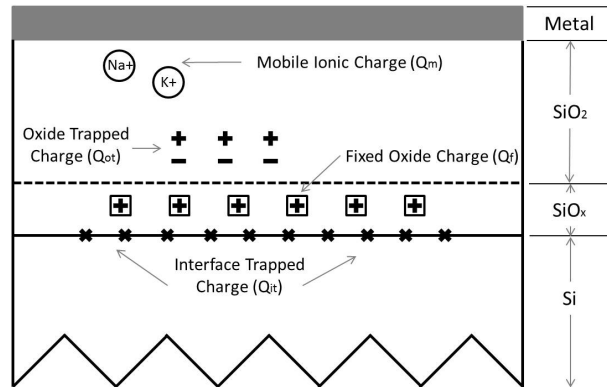 Metal
Na+
K+
Mobile Ionic Charge (Qm)
SiO2
Oxide Trapped
Charge (Qot)
+ + +
− − −
Fixed Oxide Charge (Qf)
+ + + + + +
SiOx
Interface Trapped
Charge (Qit)
Si